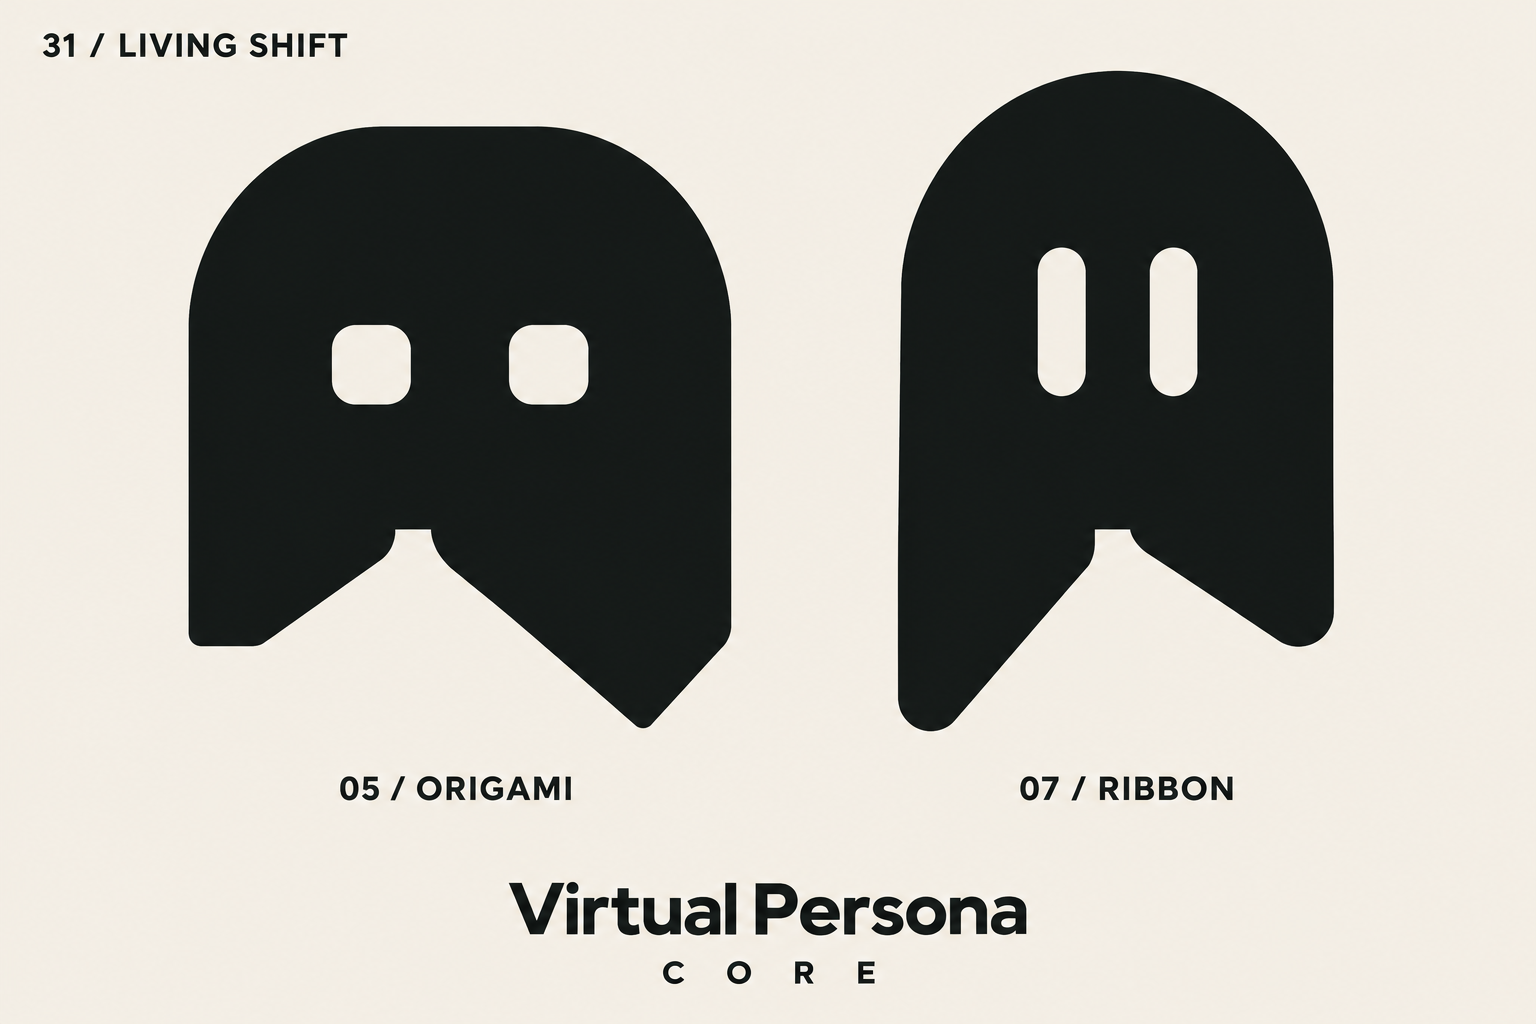 31 / LIVING SHIFT
05 / ORIGAMI
07 / RIBBON
Virtual Persona
CORE